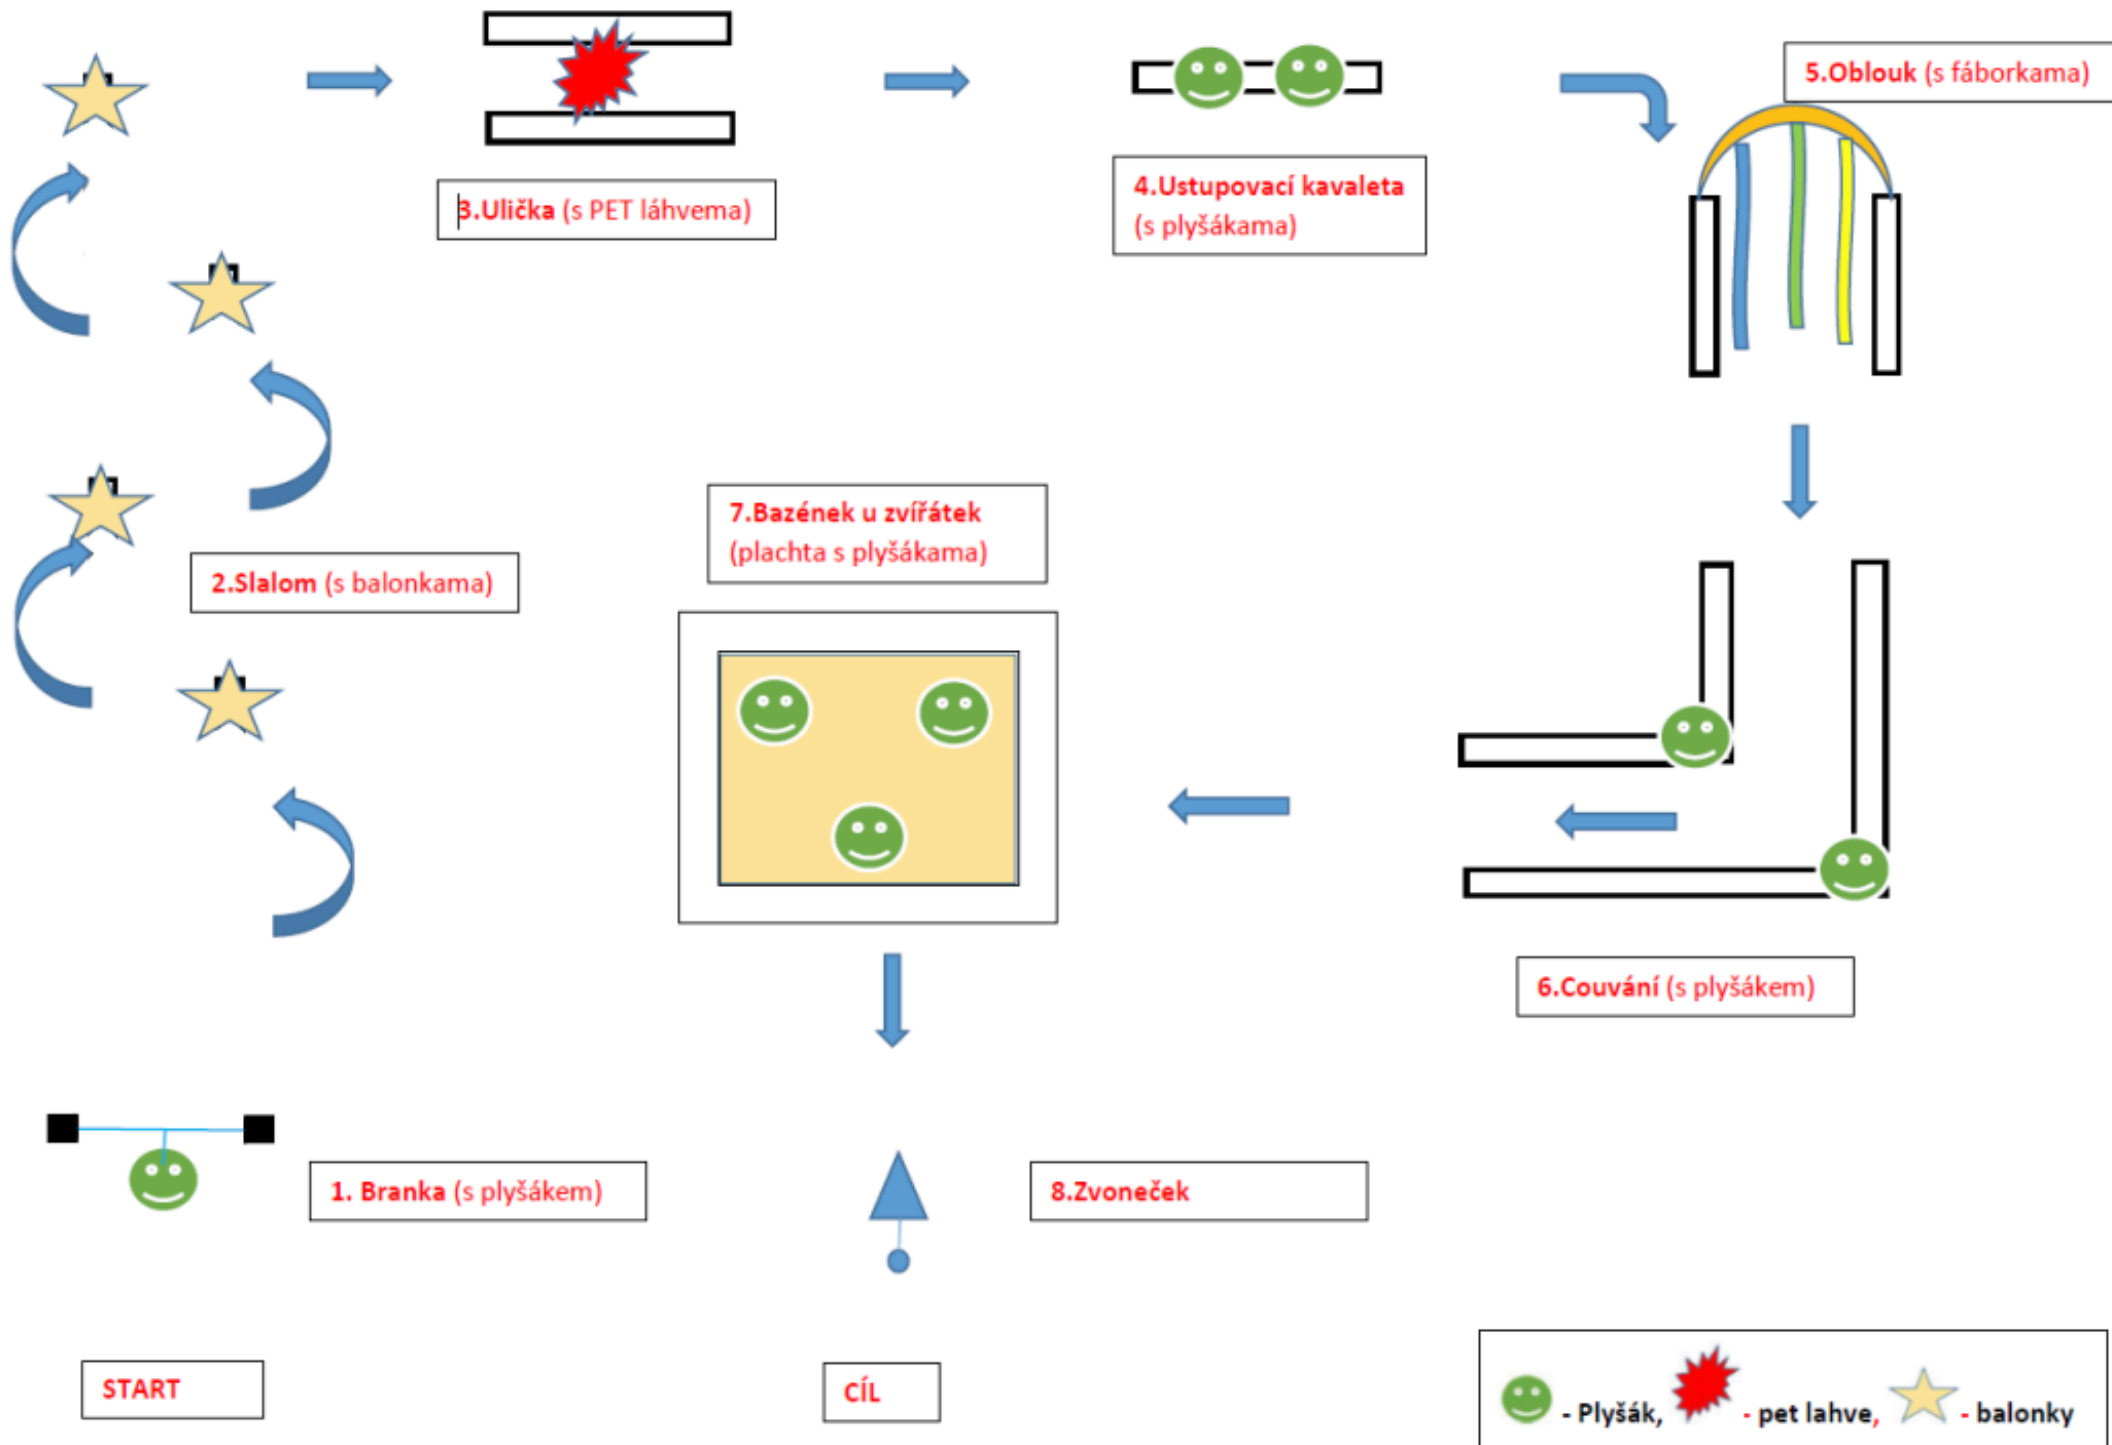 5.Oblouk (s fáborkama)
3.Ulička (s PET láhvema)
4.Ustupovací kavaleta
(s plyšákama)
7.Bazének u zvířátek
(plachta s plyšákama)
2.Slalom (s balonkama)
6.Couvání (s plyšákem)
1. Branka (s plyšákem)
8.Zvoneček
START
CÍL
- Plyšák, - pet lahve, - balonky